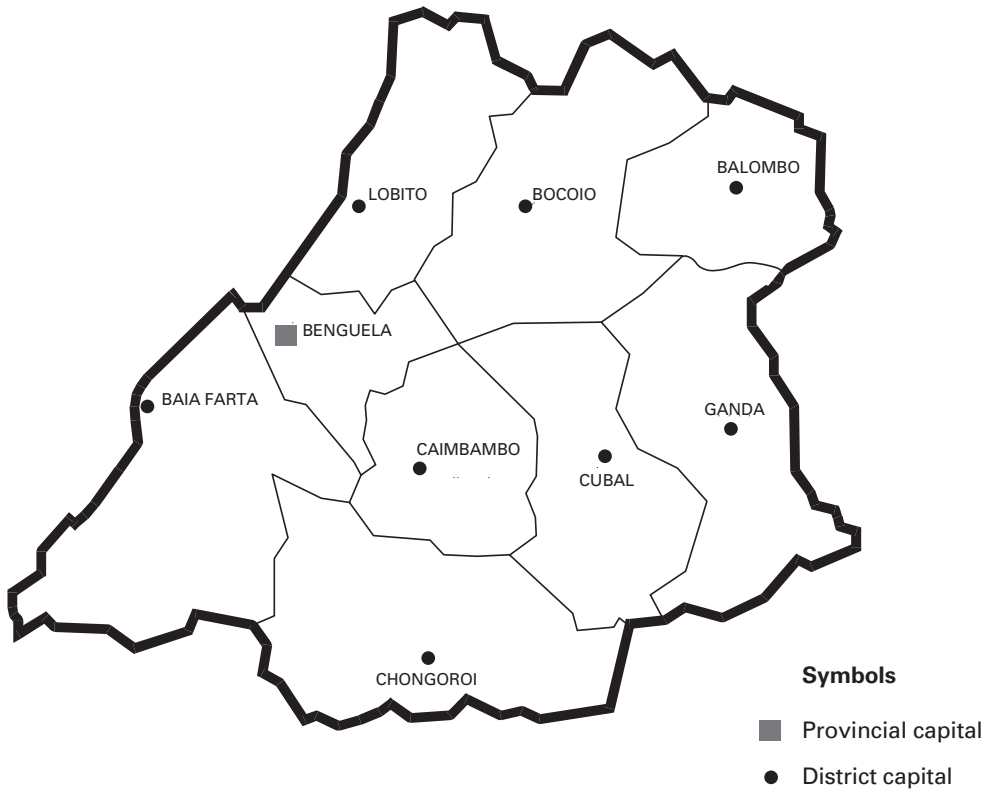 BALOMBO
LOBITO
BOCOIO
BENGUELA
BAIA FARTA
GANDA
CAIMBAMBO
CUBAL
CHONGOROI
Symbols
Provincial capital
District capital